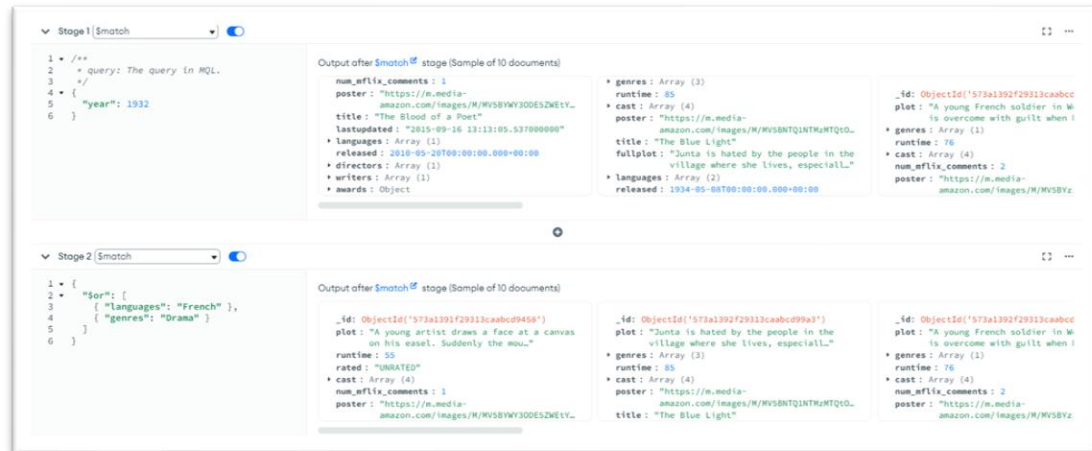 Stage 1 $match
1 /**
2 * query: The query in MQL.
3 */
4 {
5 "year": 1932
6 }
Output after $match stage (Sample of 10 documents)
num_mflix_comments : 1
poster : "https://m.media-
amazon.com/images/M/MV5BYWY3ODE5ZWEtY…
title : "The Blood of a Poet"
lastupdated : "2015-09-16 13:13:05.537000000"
languages : Array (1)
released : 2010-05-20T00:00:00.000+00:00
directors : Array (1)
writers : Array (1)
awards : Object
genres : Array (3)
runtime : 85
cast : Array (4)
poster : "https://m.media-
amazon.com/images/M/MV5BNTQ1NTMzMTQtO…
title : "The Blue Light"
fullplot : "Junta is hated by the people in the
village where she lives, especiall…"
languages : Array (2)
released : 1934-05-08T00:00:00.000+00:00
_id: ObjectId('573a1392f29313caabcd
plot : "A young French soldier in W
is overcome with guilt when
genres : Array (1)
runtime : 76
cast : Array (4)
num_mflix_comments : 2
poster : "https://m.media-
amazon.com/images/M/MV5BYz
Stage 2 $match
1 {
2 "$or": [
3 { "languages": "French" },
4 { "genres": "Drama" }
5 ]
6 }
Output after $match stage (Sample of 10 documents)
_id: ObjectId('573a1391f29313caabcd9458')
plot : "A young artist draws a face at a canvas
on his easel. Suddenly the mou…"
runtime : 55
rated : "UNRATED"
cast : Array (4)
num_mflix_comments : 1
poster : "https://m.media-
amazon.com/images/M/MV5BYWY3ODE5ZWEtY…
_id: ObjectId('573a1392f29313caabcd99a3')
plot : "Junta is hated by the people in the
village where she lives, especiall…"
genres : Array (3)
runtime : 85
cast : Array (4)
poster : "https://m.media-
amazon.com/images/M/MV5BNTQ1NTMzMTQtO…
title : "The Blue Light"
_id: ObjectId('573a1392f29313caabcd
plot : "A young French soldier in W
is overcome with guilt when
genres : Array (1)
runtime : 76
cast : Array (4)
num_mflix_comments : 2
poster : "https://m.media-
amazon.com/images/M/MV5BYz